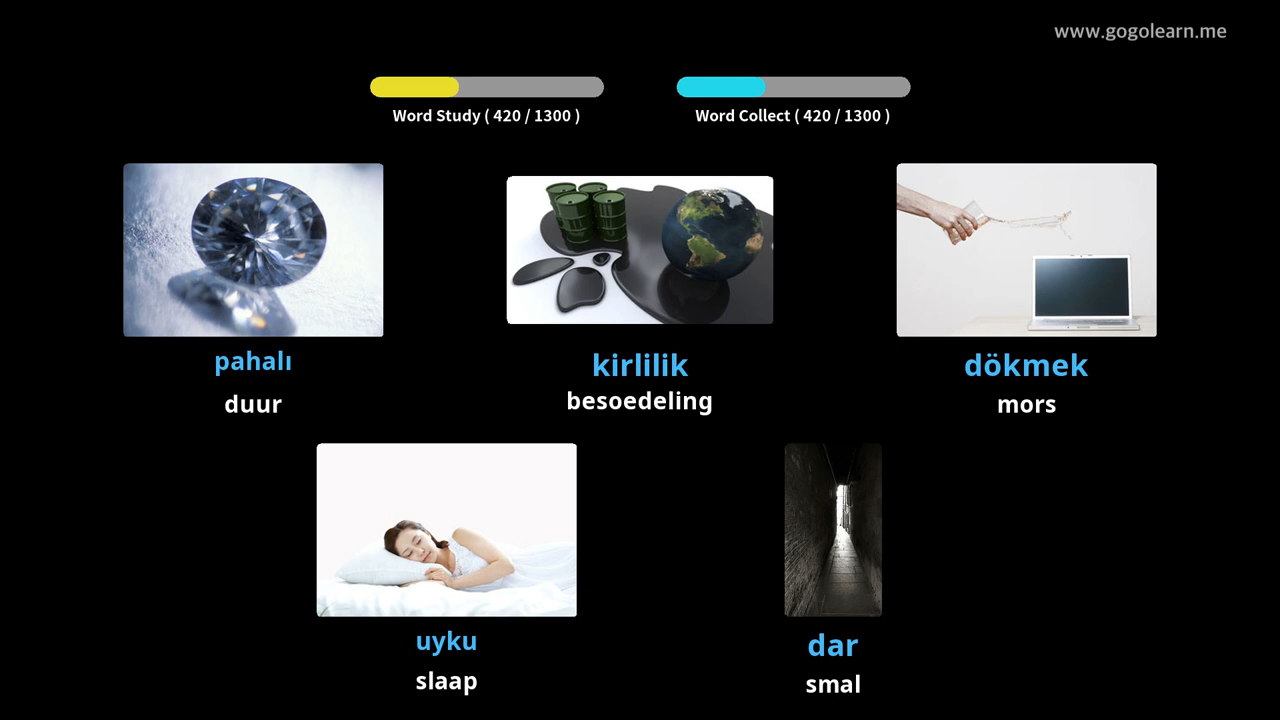 www.gogolearn.me
Word Study ( 420 / 1300 )
Word Collect ( 420 / 1300 )
pahalı
duur
kirlilik
besoedeling
dökmek
mors
uyku
slaap
dar
smal